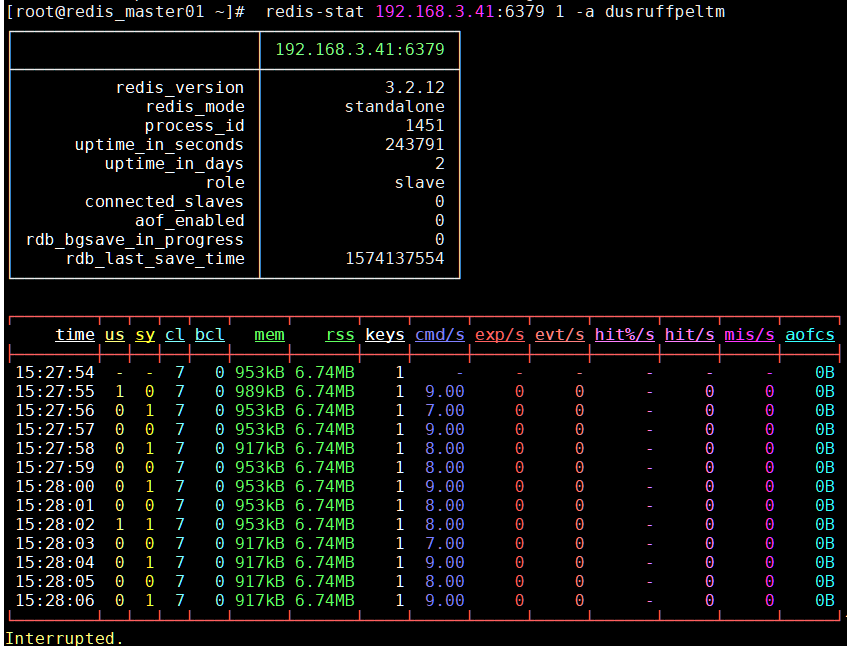 [root@redis_master01 ~]#  redis-stat 192.168.3.41:6379 1 -a dusruffpeltm
192.168.3.41:6379
redis_version 3.2.12
redis_mode standalone
process_id 1451
uptime_in_seconds 243791
uptime_in_days 2
role slave
connected_slaves 0
aof_enabled 0
rdb_bgsave_in_progress 0
rdb_last_save_time 1574137554
time us sy cl bcl mem rss keys cmd/s exp/s evt/s hit%/s hit/s mis/s aofcs
15:27:54 - - 7 0 953kB 6.74MB 1 - - - - - - 0B
15:27:55 1 0 7 0 989kB 6.74MB 1 9.00 0 0 - 0 0 0B
15:27:56 0 1 7 0 953kB 6.74MB 1 7.00 0 0 - 0 0 0B
15:27:57 0 0 7 0 953kB 6.74MB 1 9.00 0 0 - 0 0 0B
15:27:58 0 1 7 0 917kB 6.74MB 1 8.00 0 0 - 0 0 0B
15:27:59 0 0 7 0 953kB 6.74MB 1 8.00 0 0 - 0 0 0B
15:28:00 0 1 7 0 953kB 6.74MB 1 9.00 0 0 - 0 0 0B
15:28:01 0 0 7 0 953kB 6.74MB 1 8.00 0 0 - 0 0 0B
15:28:02 1 1 7 0 953kB 6.74MB 1 8.00 0 0 - 0 0 0B
15:28:03 0 0 7 0 917kB 6.74MB 1 7.00 0 0 - 0 0 0B
15:28:04 0 1 7 0 917kB 6.74MB 1 9.00 0 0 - 0 0 0B
15:28:05 0 0 7 0 917kB 6.74MB 1 8.00 0 0 - 0 0 0B
15:28:06 0 1 7 0 917kB 6.74MB 1 9.00 0 0 - 0 0 0B
Interrupted.